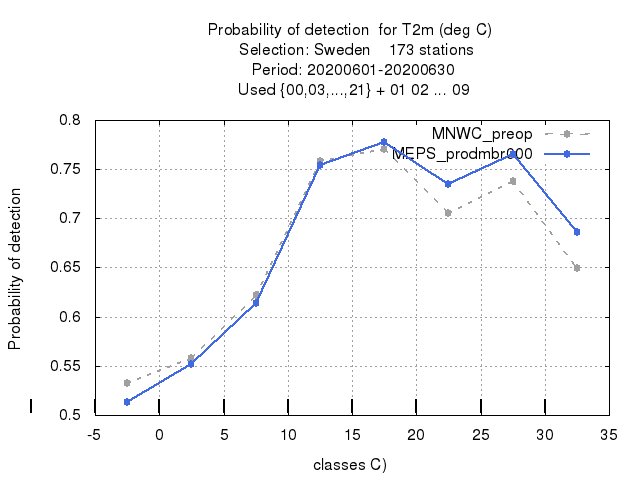 Probability of detection  for T2m (deg C)
Selection: Sweden    173 stations
Period: 20200601-20200630
Used {00,03,...,21} + 01 02 ... 09
MNWC_preop
MEPS_prodmbr000
Probability of detection
0.8
0.75
0.7
0.65
0.6
0.55
0.5
-5 0 5 10 15 20 25 30 35
classes C)